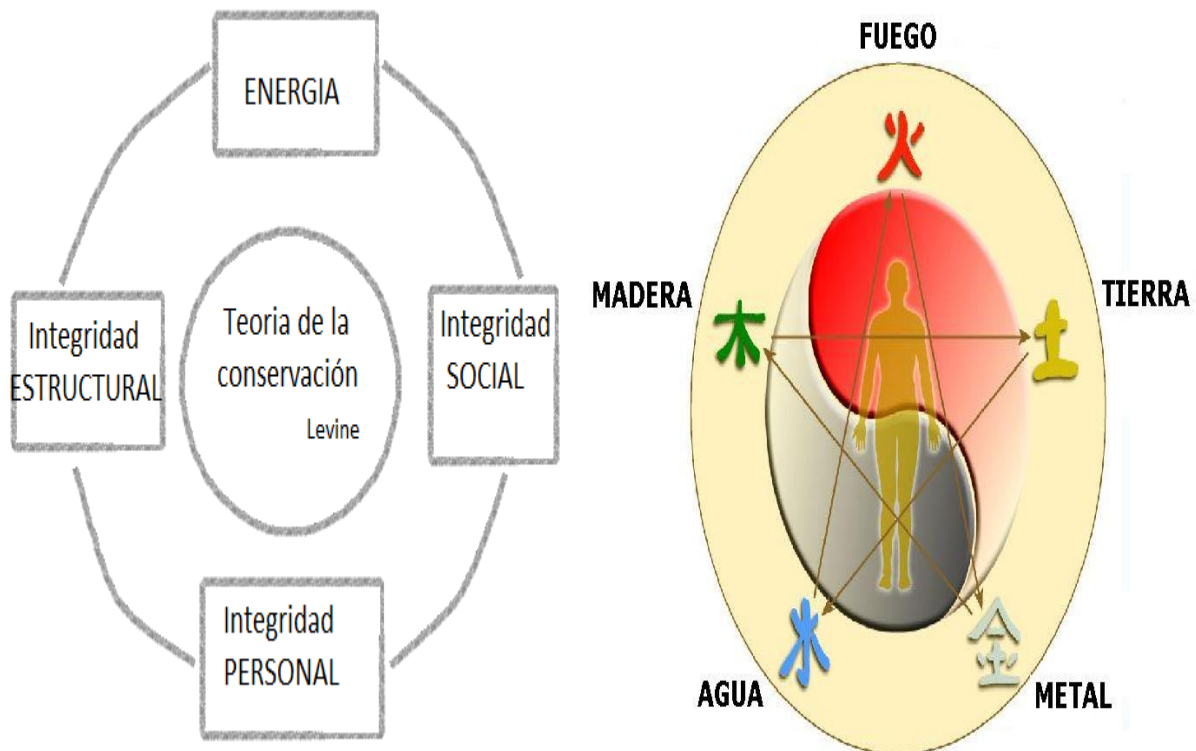 ENERGIA
Integridad
ESTRUCTURAL
Teoria de la
conservación
Levine
Integridad
SOCIAL
Integridad
PERSONAL
FUEGO
火
MADERA
木
TIERRA
土
水
金
AGUA
METAL